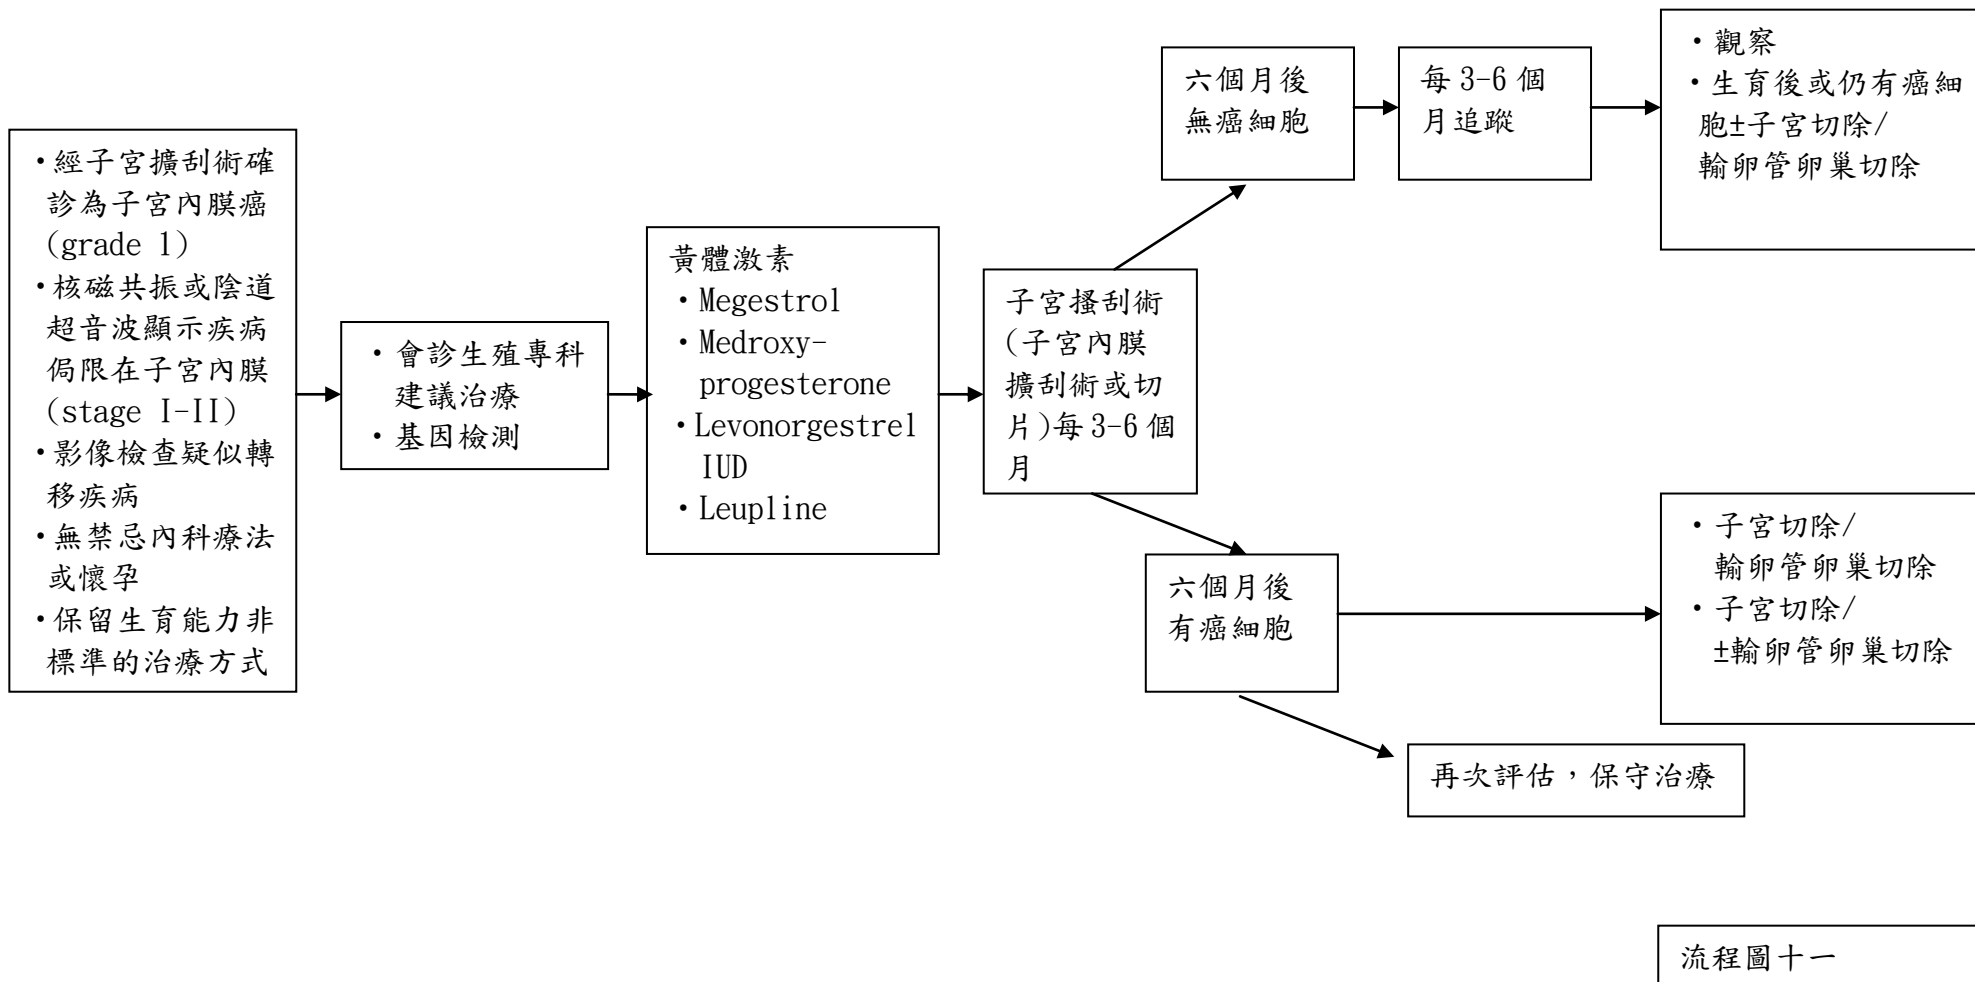 ・經子宮擴刮術確
診為子宮內膜癌
(grade 1)
・核磁共振或陰道
超音波顯示疾病
侷限在子宮內膜
(stage I-II)
・影像檢查疑似轉
移疾病
・無禁忌內科療法
或懷孕
・保留生育能力非
標準的治療方式
・會診生殖專科
建議治療
・基因檢測
黃體激素
・Megestrol
・Medroxy-
progesterone
・Levonorgestrel
IUD
・Leupline
子宮搔刮術
(子宮內膜
擴刮術或切
片)每 3-6 個
月
六個月後
無癌細胞
每 3-6 個
月追蹤
・觀察
・生育後或仍有癌細
胞±子宮切除/
輸卵管卵巢切除
六個月後
有癌細胞
・子宮切除/
輸卵管卵巢切除
・子宮切除/
±輸卵管卵巢切除
再次評估，保守治療
流程圖十一